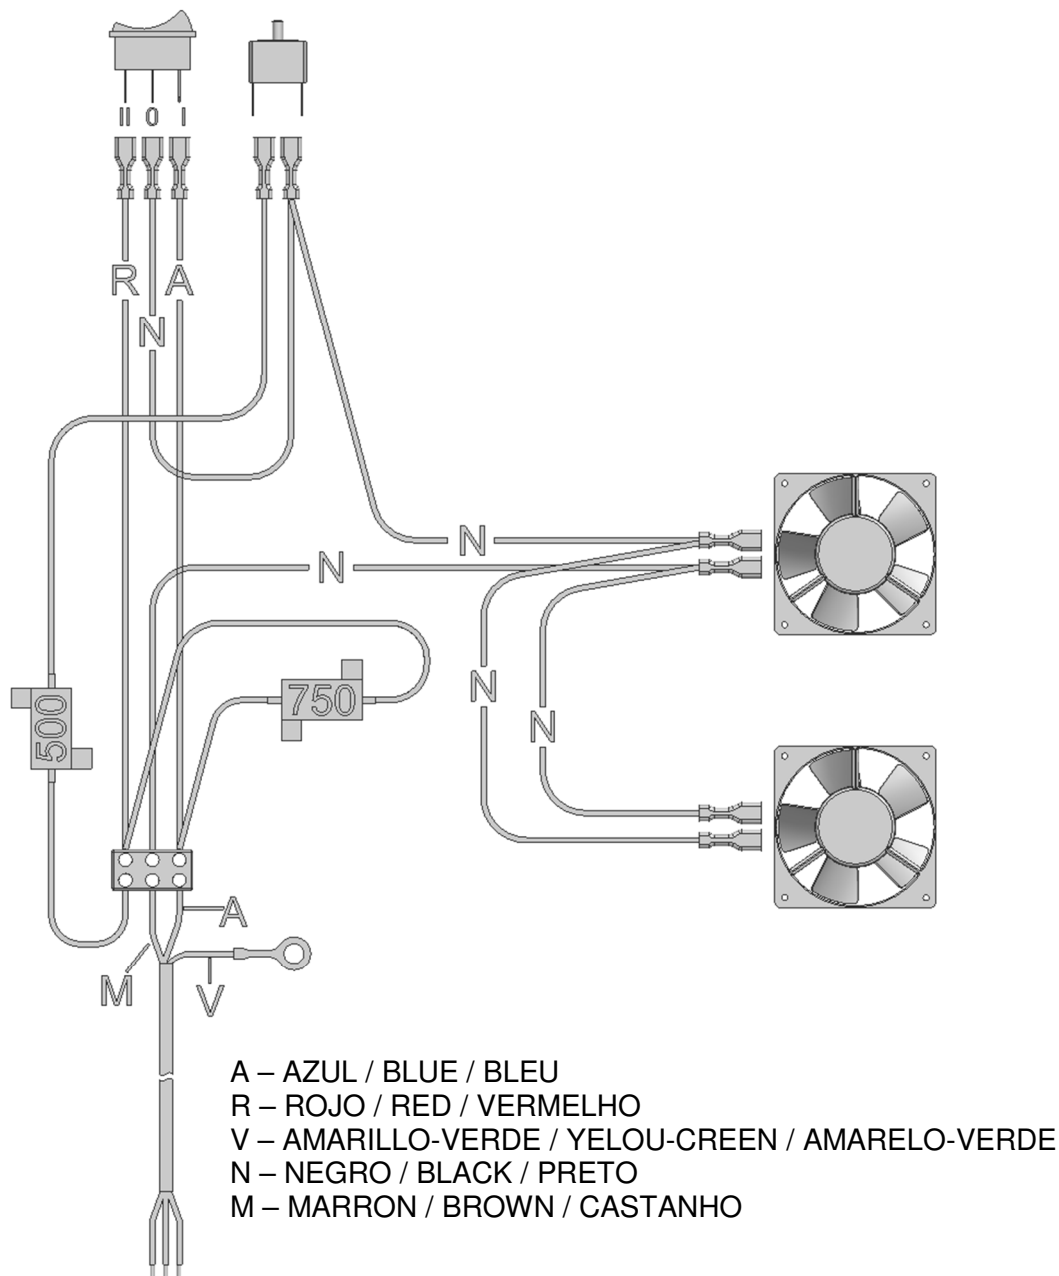 II 0 I
R A
N
N
N
750
500
N
N
A
M
V
A – AZUL / BLUE / BLEU
R – ROJO / RED / VERMELHO
V – AMARILLO-VERDE / YELOU-CREEN / AMARELO-VERDE
N – NEGRO / BLACK / PRETO
M – MARRON / BROWN / CASTANHO